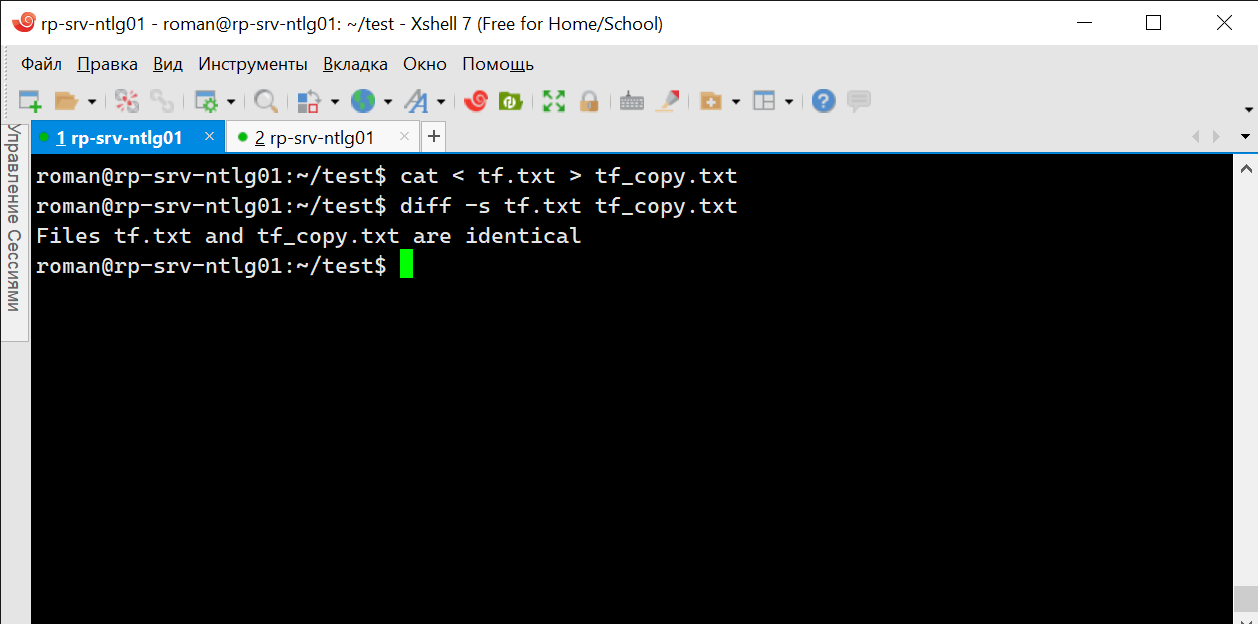 rp-srv-ntlg01 - roman@rp-srv-ntlg01: ~/test - Xshell 7 (Free for Home/School)
Файл Правка Вид Инструменты Вкладка Окно Помощь
1 rp-srv-ntlg01 × 2 rp-srv-ntlg01 × +
Управление Сессиями
roman@rp-srv-ntlg01:~/test$ cat < tf.txt > tf_copy.txt
roman@rp-srv-ntlg01:~/test$ diff -s tf.txt tf_copy.txt
Files tf.txt and tf_copy.txt are identical
roman@rp-srv-ntlg01:~/test$